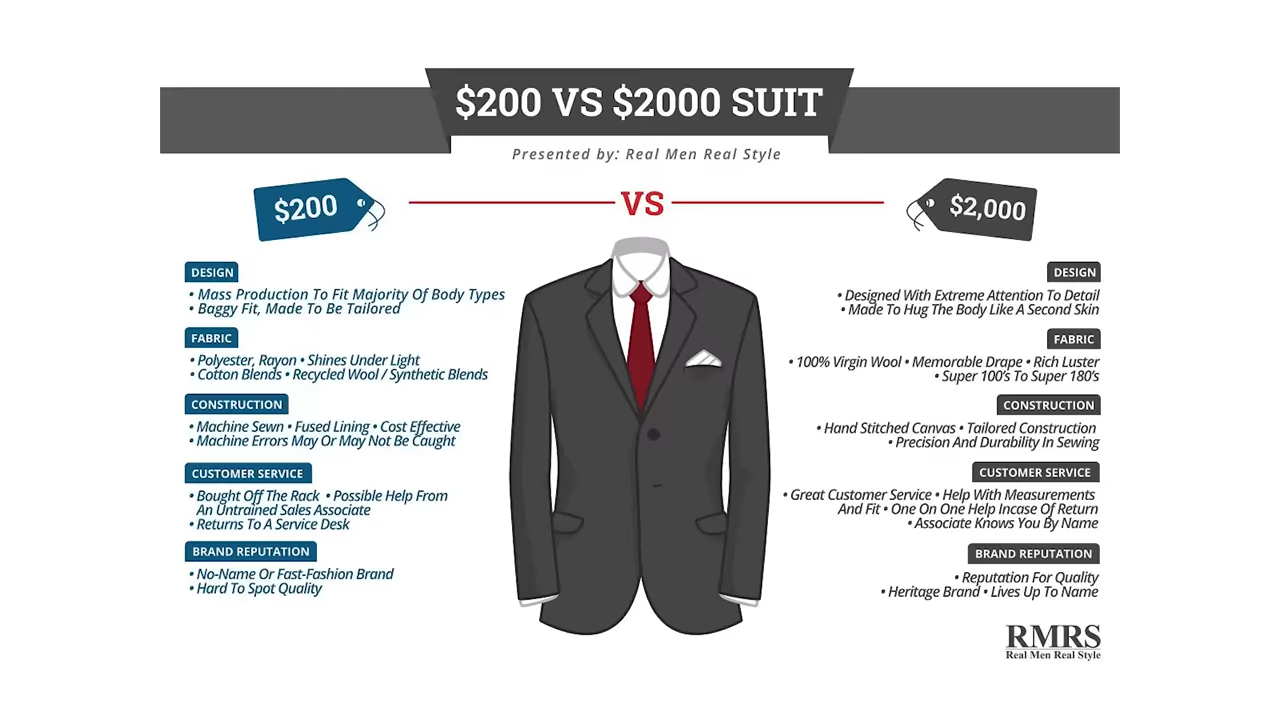 $200 VS $2000 SUIT
Presented by: Real Men Real Style
$200
VS
$2,000
DESIGN
• Mass Production To Fit Majority Of Body Types
• Baggy Fit, Made To Be Tailored
FABRIC
• Polyester, Rayon • Shines Under Light
• Cotton Blends • Recycled Wool / Synthetic Blends
CONSTRUCTION
• Machine Sewn • Fused Lining • Cost Effective
• Machine Errors May Or May Not Be Caught
CUSTOMER SERVICE
• Bought Off The Rack • Possible Help From
An Untrained Sales Associate
• Returns To A Service Desk
BRAND REPUTATION
• No-Name Or Fast-Fashion Brand
• Hard To Spot Quality
DESIGN
• Designed With Extreme Attention To Detail
• Made To Hug The Body Like A Second Skin
FABRIC
• 100% Virgin Wool • Memorable Drape • Rich Luster
• Super 100's To Super 180's
CONSTRUCTION
• Hand Stitched Canvas • Tailored Construction
• Precision And Durability In Sewing
CUSTOMER SERVICE
• Great Customer Service • Help With Measurements
And Fit • One On One Help Incase Of Return
• Associate Knows You By Name
BRAND REPUTATION
• Reputation For Quality
• Heritage Brand • Lives Up To Name
RMRS
Real Men Real Style